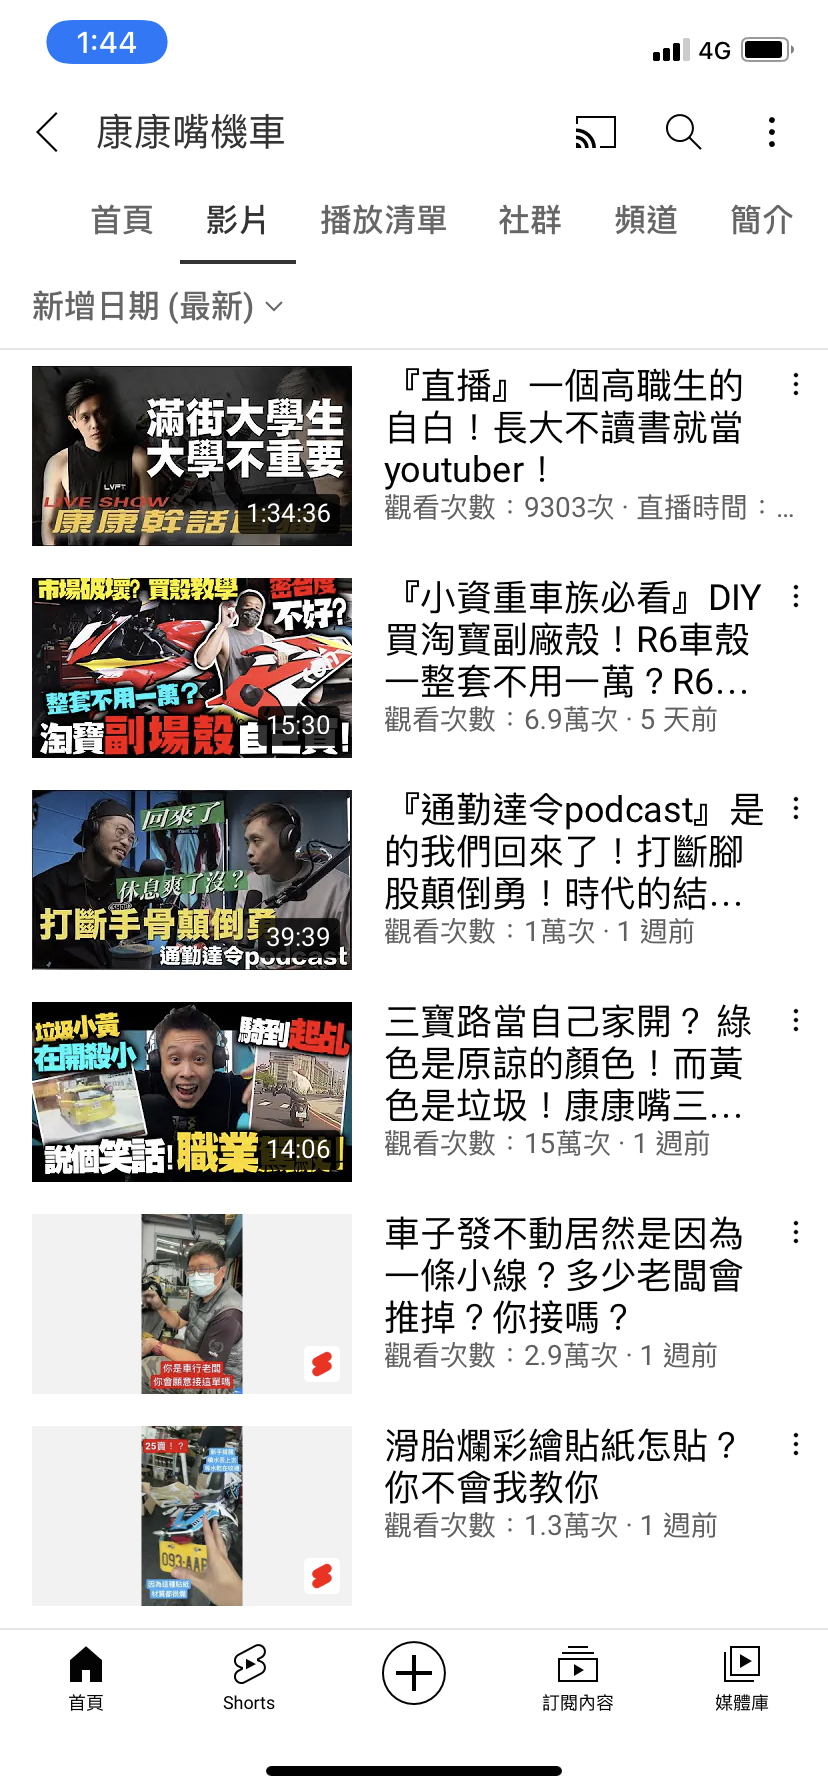 1:44
4G
康康嘴機車
首頁 影片 播放清單 社群 頻道 簡介
新增日期 (最新)
滿街大學生
大學不重要
LVFT.
LIVE SHOW
康康幹話
1:34:36
『直播』一個高職生的
自白！長大不讀書就當
youtuber！
觀看次數：9303次 · 直播時間：...
市場破壞？買殼教學
密合度
不好?
整套不用一萬？
淘寶副場殼自己買!
15:30
『小資重車族必看』DIY
買淘寶副廠殼！R6車殼
一整套不用一萬？R6...
觀看次數：6.9萬次 · 5 天前
回來了
休息爽了沒？
打斷手骨顛倒勇
39:39
通勤達令podcast
『通勤達令podcast』是
的我們回來了！打斷腳
股顛倒勇！時代的結...
觀看次數：1萬次 · 1 週前
垃圾小黃
在開殺小
騎到起乩
說個笑話!職業
14:06
三寶路當自己家開？ 綠
色是原諒的顏色！而黃
色是垃圾！康康嘴三...
觀看次數：15萬次 · 1 週前
你是車行老闆
你會願意接這單嗎
車子發不動居然是因為
一條小線？多少老闆會
推掉？你接嗎？
觀看次數：2.9萬次 · 1 週前
25賣！？
093-AAP
因為這種貼紙
材質都很爛
滑胎爛彩繪貼紙怎貼？
你不會我教你
觀看次數：1.3萬次 · 1 週前
首頁 Shorts 訂閱內容 媒體庫